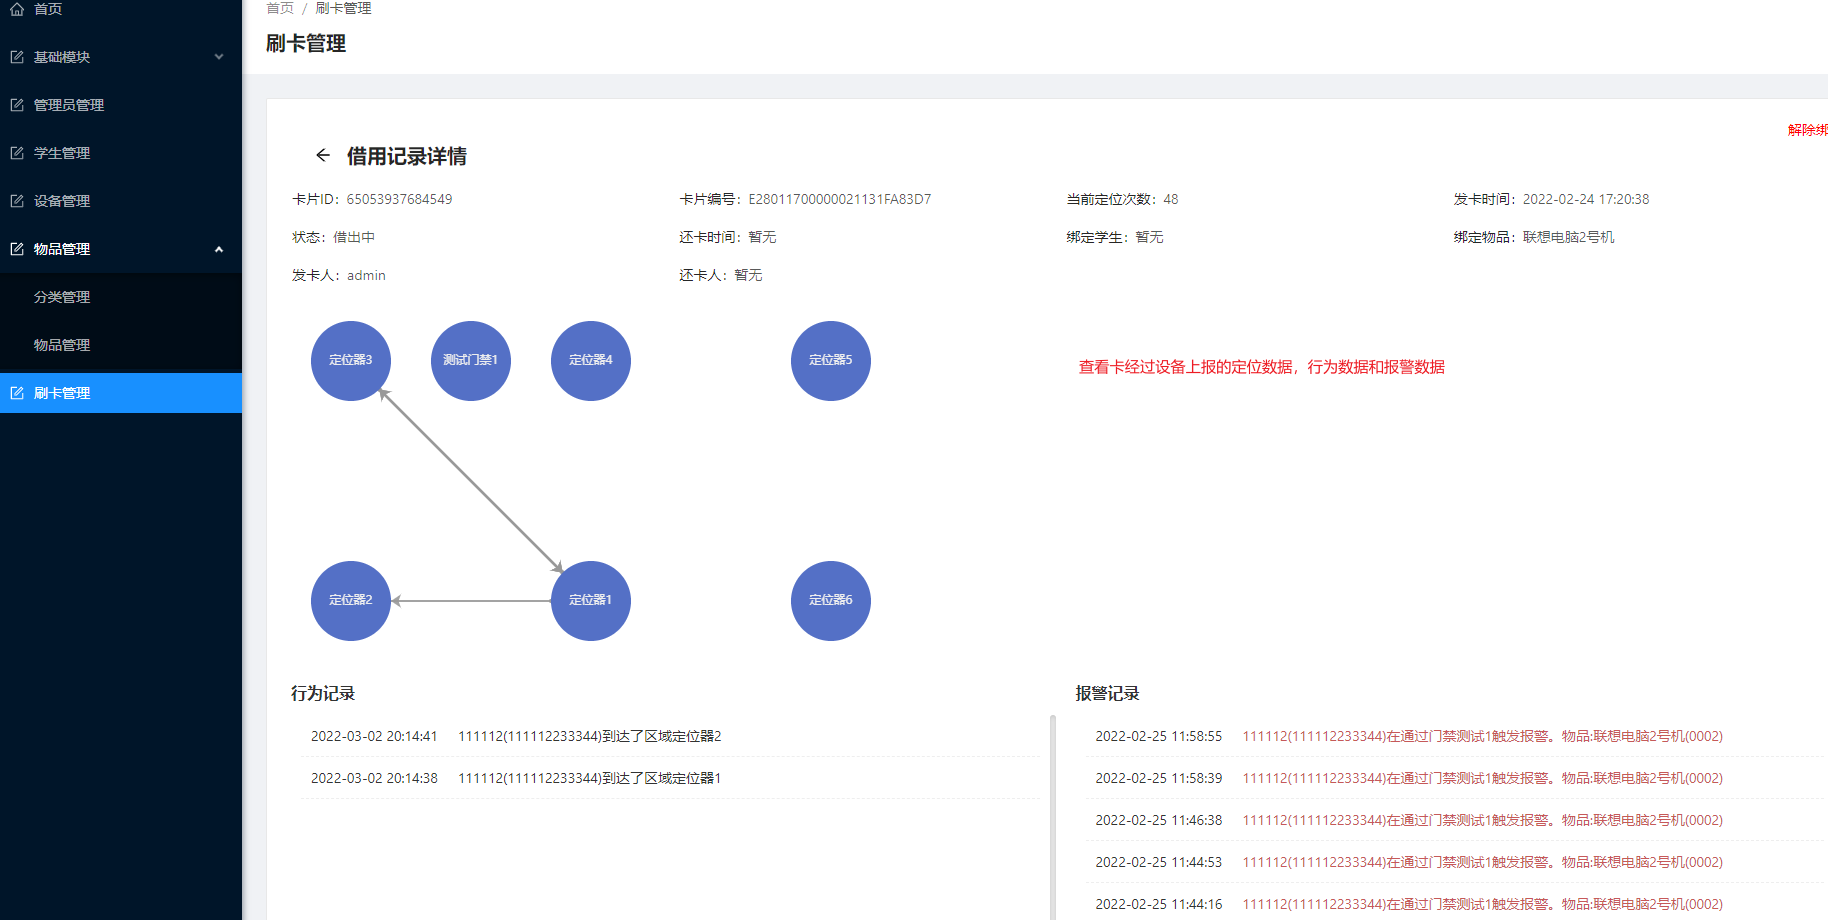 首页
基础模块
管理员管理
学生管理
设备管理
物品管理
分类管理
物品管理
刷卡管理
首页 / 刷卡管理
刷卡管理
解除绑
借用记录详情
卡片ID：65053937684549 卡片编号：E28011700000021131FA83D7 当前定位次数：48 发卡时间：2022-02-24 17:20:38
状态：借出中 还卡时间：暂无 绑定学生：暂无 绑定物品：联想电脑2号机
发卡人：admin 还卡人：暂无
定位器3 测试门禁1 定位器4 定位器5
查看卡经过设备上报的定位数据，行为数据和报警数据
定位器2 定位器1 定位器6
行为记录
2022-03-02 20:14:41 111112(111112233344)到达了区域定位器2
2022-03-02 20:14:38 111112(111112233344)到达了区域定位器1
报警记录
2022-02-25 11:58:55 111112(111112233344)在通过门禁测试1触发报警。物品:联想电脑2号机(0002)
2022-02-25 11:58:39 111112(111112233344)在通过门禁测试1触发报警。物品:联想电脑2号机(0002)
2022-02-25 11:46:38 111112(111112233344)在通过门禁测试1触发报警。物品:联想电脑2号机(0002)
2022-02-25 11:44:53 111112(111112233344)在通过门禁测试1触发报警。物品:联想电脑2号机(0002)
2022-02-25 11:44:16 111112(111112233344)在通过门禁测试1触发报警。物品:联想电脑2号机(0002)